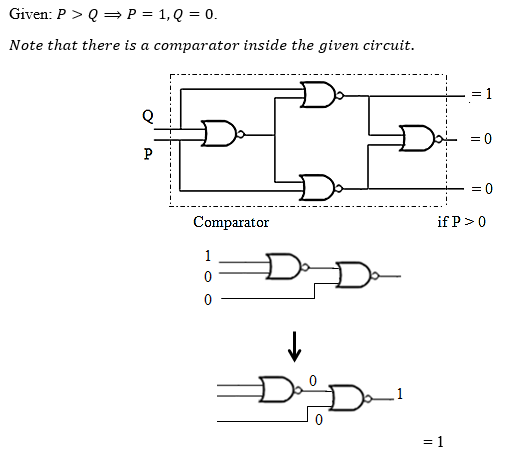 Given: P > Q ⟹ P = 1, Q = 0.
Note that there is a comparator inside the given circuit.
= 1
Q
= 0
P
= 0
Comparator
if P > 0
1
0
0
0
1
0
= 1